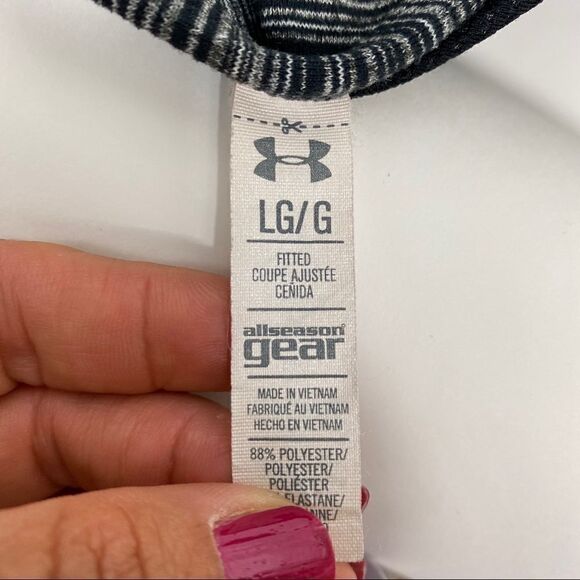 LG/G
FITTED
COUPE AJUSTÉE
CEÑIDA
allseason
gear
MADE IN VIETNAM
FABRIQUÉ AU VIETNAM
HECHO EN VIETNAM
88% POLYESTER/
POLYESTER/
POLIÉSTER
ELASTANE/